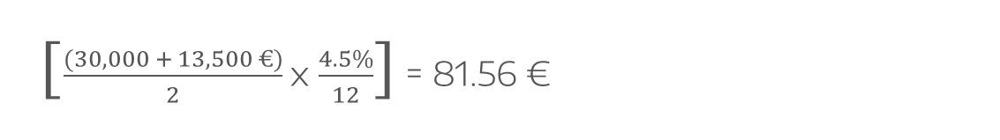 [(30,000 + 13,500 €)/2 x 4.5%/12] = 81.56 €